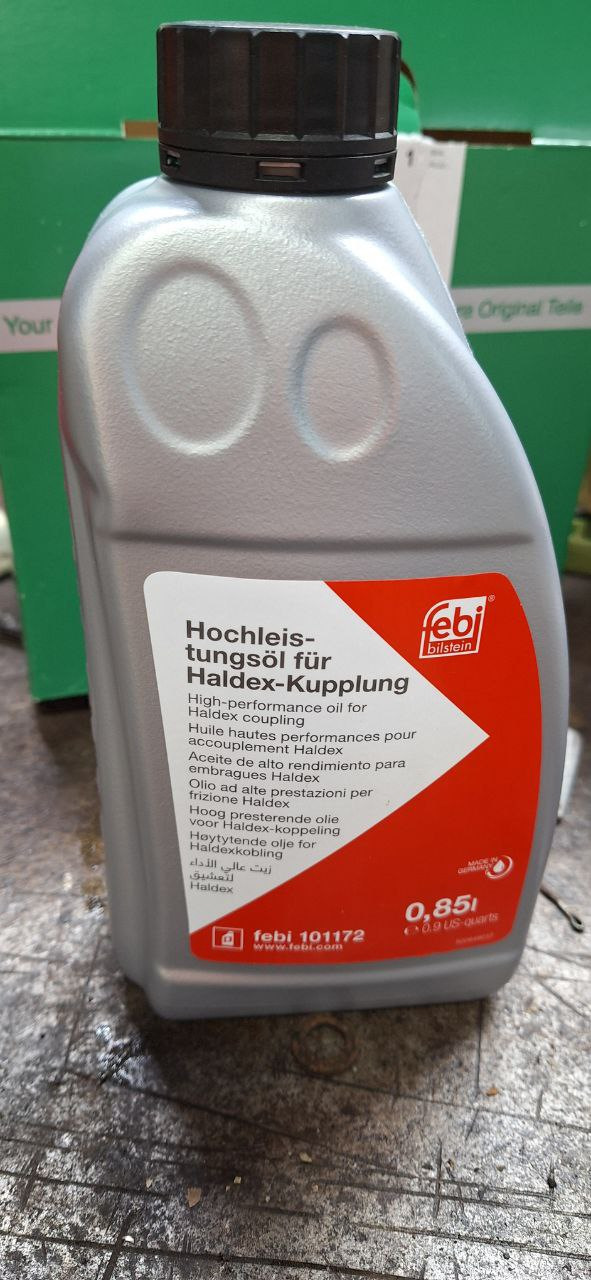 1
Your
re Original Teile
febi®
bilstein
Hochleis-
tungsöl für
Haldex-Kupplung
High-performance oil for
Haldex coupling
Huile hautes performances pour
accouplement Haldex
Aceite de alto rendimiento para
embragues Haldex
Olio ad alte prestazioni per
frizione Haldex
Hoog presterende olie
voor Haldex-koppeling
Høytytende olje for
Haldexkobling
زيت عالي الأداء
لتعشيق
Haldex
MADE IN
GERMANY
0,85l
℮ 0.9 US-quarts
febi 101172
www.febi.com